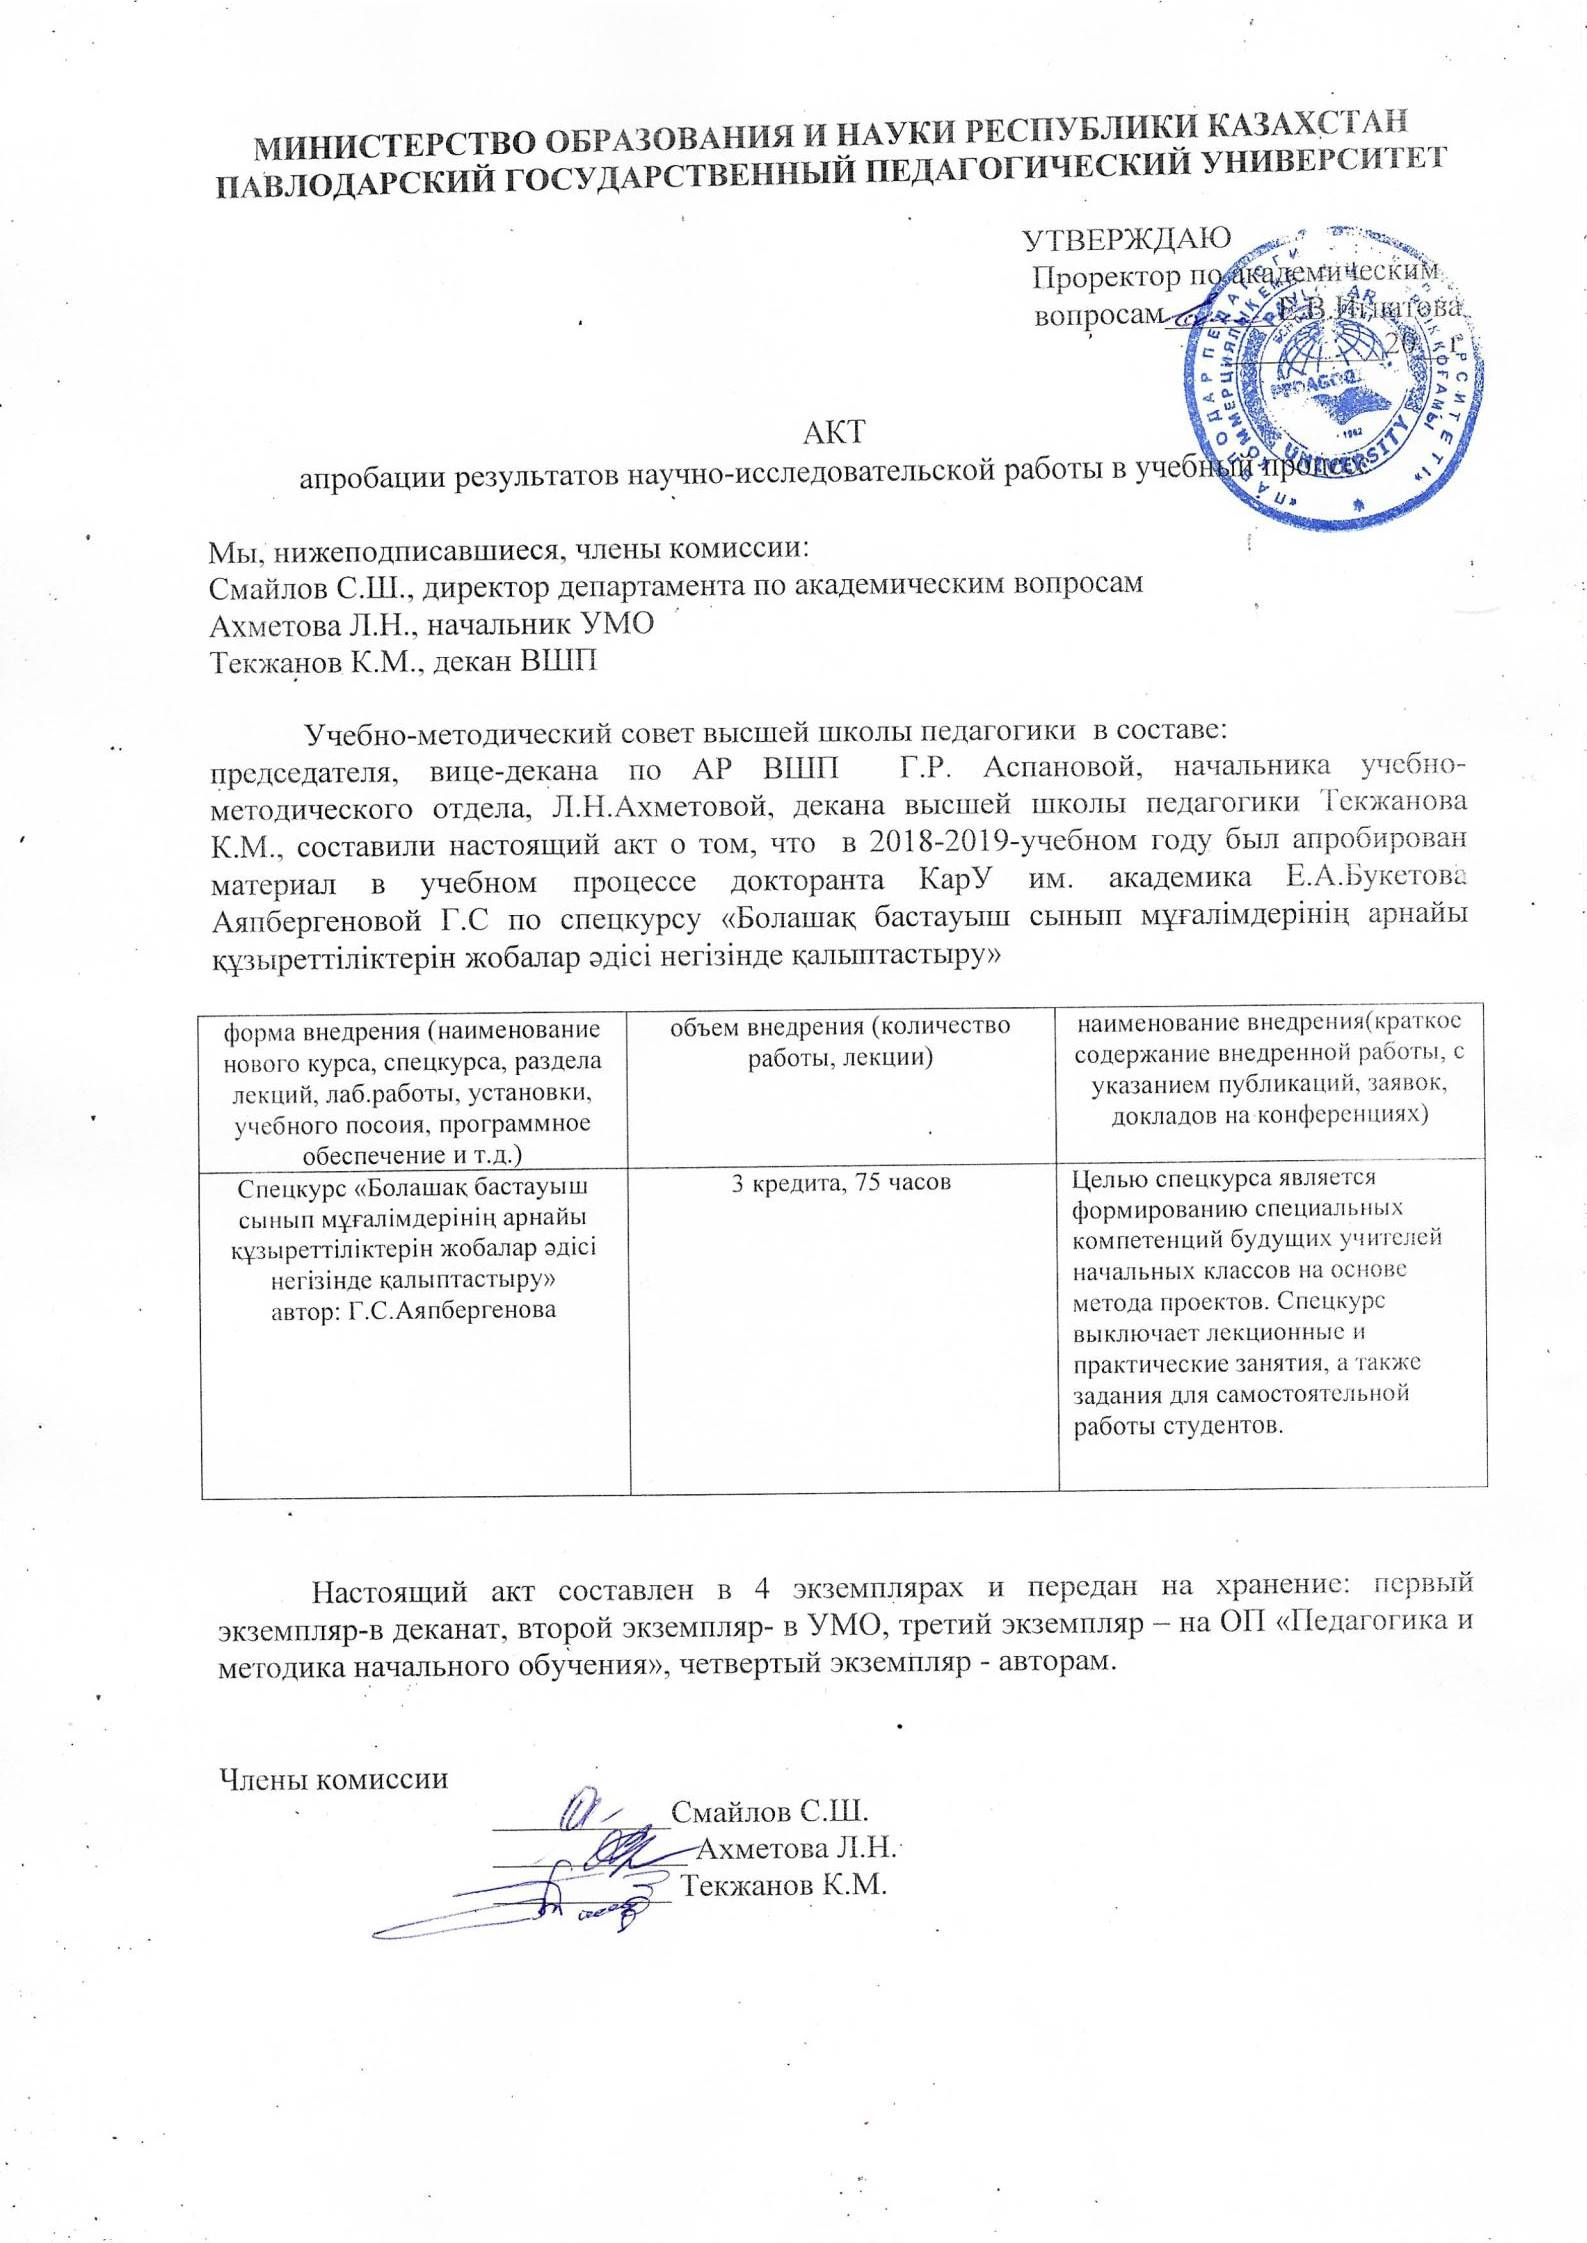 МИНИСТЕРСТВО ОБРАЗОВАНИЯ И НАУКИ РЕСПУБЛИКИ КАЗАХСТАН
ПАВЛОДАРСКИЙ ГОСУДАРСТВЕННЫЙ ПЕДАГОГИЧЕСКИЙ УНИВЕРСИТЕТ
УТВЕРЖДАЮ
Проректор по академическим
вопросам_______Е.В.
20 г.
UNIVERSITY
1962
АКТ
апробации результатов научно-исследовательской работы в учебный процесс
Мы, нижеподписавшиеся, члены комиссии:
Смайлов С.Ш., директор департамента по академическим вопросам
Ахметова Л.Н., начальник УМО
Текжанов К.М., декан ВШП
Учебно-методический совет высшей школы педагогики в составе:
председателя, вице-декана по АР ВШП Г.Р. Аспановой, начальника учебно-
методического отдела, Л.Н.Ахметовой, декана высшей школы педагогики Текжанова
К.М., составили настоящий акт о том, что в 2018-2019-учебном году был апробирован
материал в учебном процессе докторанта КарУ им. академика Е.А.Букетова
Аяпбергеновой Г.С по спецкурсу «Болашақ бастауыш сынып мұғалімдерінің арнайы
құзыреттіліктерін жобалар әдісі негізінде қалыптастыру»
форма внедрения (наименование
нового курса, спецкурса, раздела
лекций, лаб.работы, установки,
учебного посоия, программное
обеспечение и т.д.)
объем внедрения (количество
работы, лекции)
наименование внедрения(краткое
содержание внедренной работы, с
указанием публикаций, заявок,
докладов на конференциях)
Спецкурс «Болашақ бастауыш
сынып мұғалімдерінің арнайы
құзыреттіліктерін жобалар әдісі
негізінде қалыптастыру»
автор: Г.С.Аяпбергенова
3 кредита, 75 часов
Целью спецкурса является
формированию специальных
компетенций будущих учителей
начальных классов на основе
метода проектов. Спецкурс
выключает лекционные и
практические занятия, а также
задания для самостоятельной
работы студентов.
Настоящий акт составлен в 4 экземплярах и передан на хранение: первый
экземпляр-в деканат, второй экземпляр- в УМО, третий экземпляр – на ОП «Педагогика и
методика начального обучения», четвертый экземпляр - авторам.
Члены комиссии
___________Смайлов С.Ш.
____________ Ахметова Л.Н.
___________ Текжанов К.М.